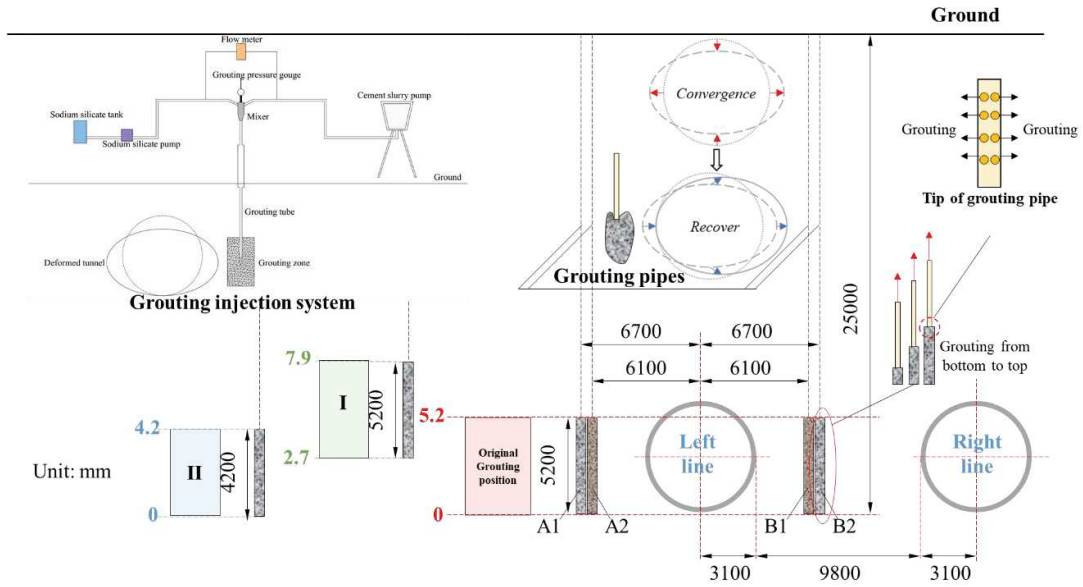 Ground
Flow meter
Grouting pressure gouge
Sodium silicate tank
Mixer
Cement slurry pump
Sodium silicate pump
Ground
Grouting tube
Deformed tunnel
Grouting zone
Grouting injection system
Convergence
Recover
Grouting pipes
25000
Grouting
Grouting
Tip of grouting pipe
Grouting from
bottom to top
6700
6700
6100
6100
7.9
I
5200
2.7
4.2
II
4200
0
Unit: mm
5.2
Original
Grouting
position
5200
0
A1
A2
Left
line
B1
B2
Right
line
3100
9800
3100